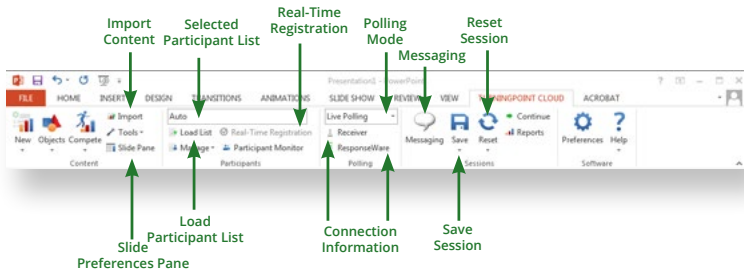 Import
Content
Selected
Participant List
Real-Time
Registration
Polling
Mode
Messaging
Reset
Session
Presentation1 - PowerPoint
FILE HOME INSERT DESIGN TRANSITIONS ANIMATIONS SLIDE SHOW REVIEW VIEW TURNINGPOINT CLOUD ACROBAT
Import Auto Live Polling Continue
Tools Load List Real-Time Registration Receiver Reports
New Objects Compete Slide Pane Manage Participant Monitor ResponseWare Messaging Save Reset Preferences Help
Content Participants Polling Sessions Software
Load
Participant List
Connection
Information
Save
Session
Slide
Preferences Pane